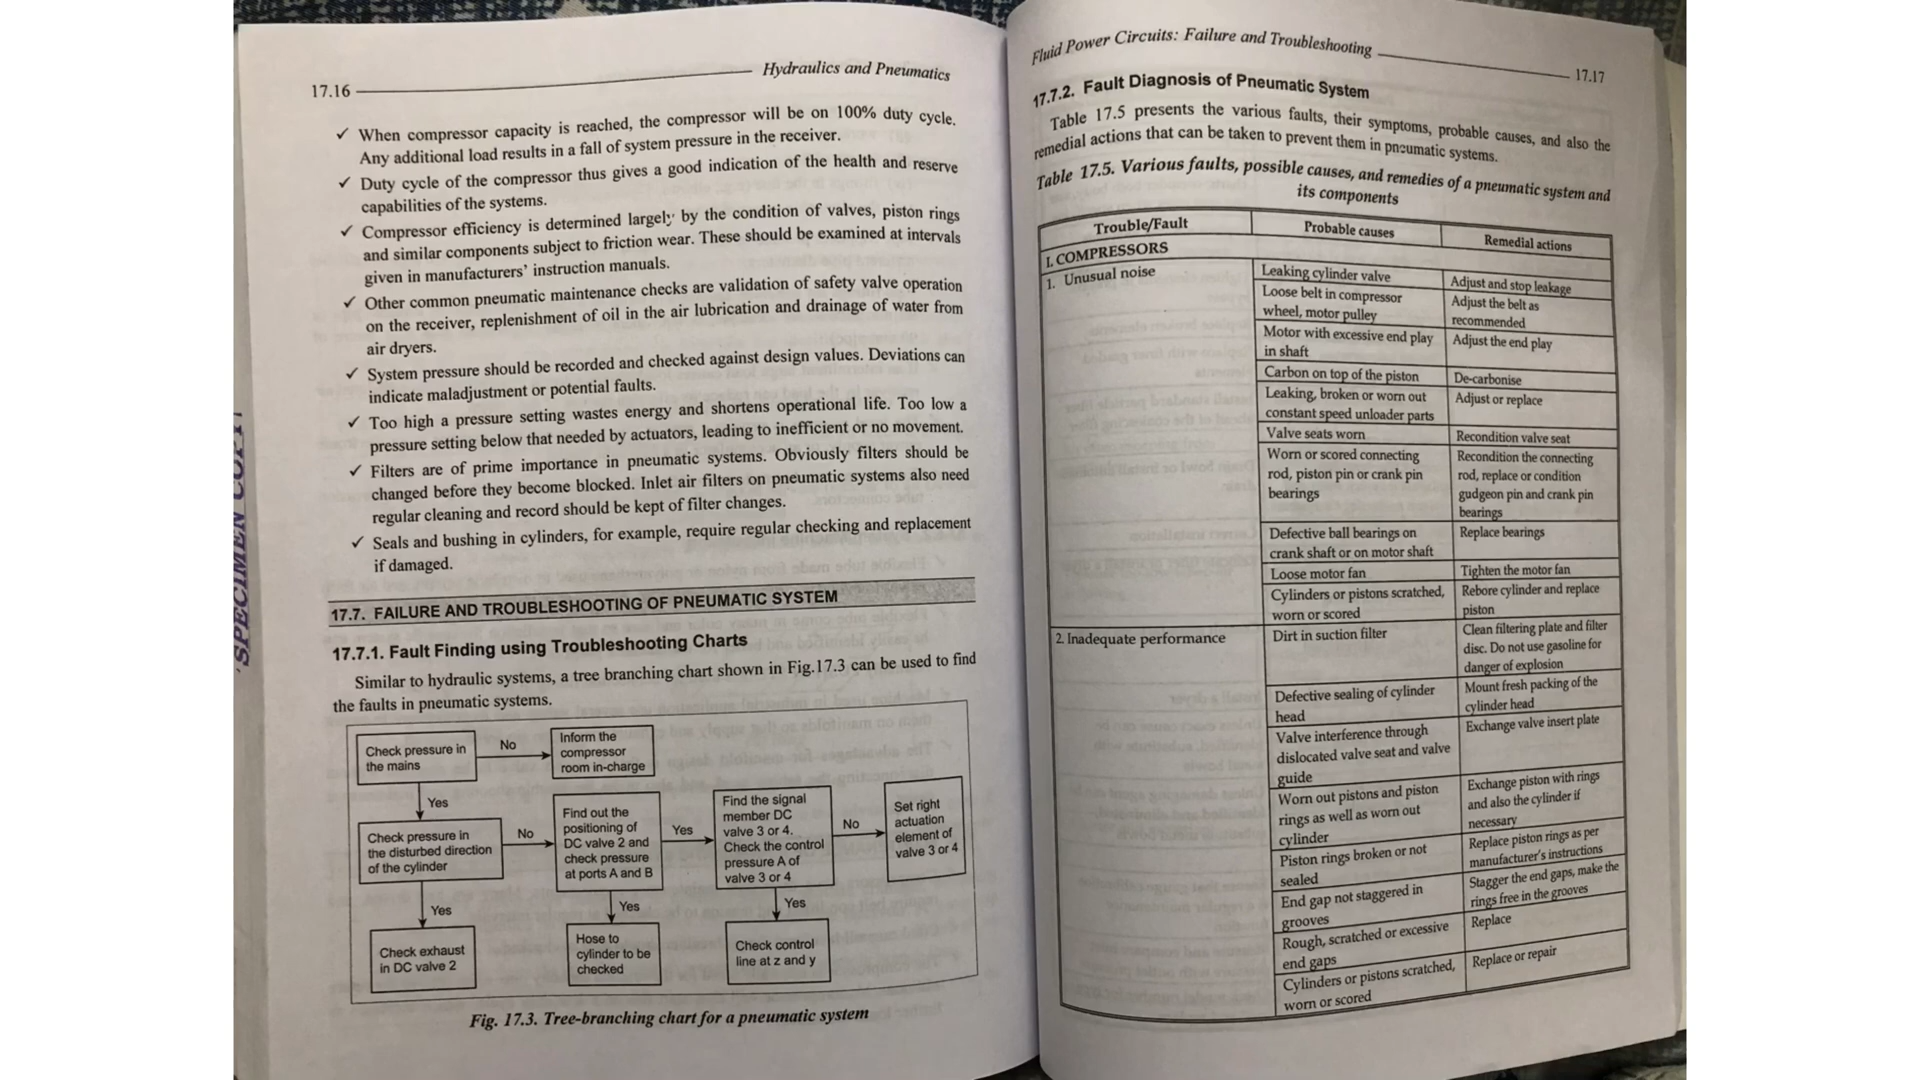 'SPECIMEN COPY'
17.16
Hydraulics and Pneumatics
✓ When compressor capacity is reached, the compressor will be on 100% duty cycle.
Any additional load results in a fall of system pressure in the receiver.
✓ Duty cycle of the compressor thus gives a good indication of the health and reserve
capabilities of the systems.
✓ Compressor efficiency is determined largely by the condition of valves, piston rings
and similar components subject to friction wear. These should be examined at intervals
given in manufacturers' instruction manuals.
✓ Other common pneumatic maintenance checks are validation of safety valve operation
on the receiver, replenishment of oil in the air lubrication and drainage of water from
air dryers.
✓ System pressure should be recorded and checked against design values. Deviations can
indicate maladjustment or potential faults.
✓ Too high a pressure setting wastes energy and shortens operational life. Too low a
pressure setting below that needed by actuators, leading to inefficient or no movement.
✓ Filters are of prime importance in pneumatic systems. Obviously filters should be
changed before they become blocked. Inlet air filters on pneumatic systems also need
regular cleaning and record should be kept of filter changes.
✓ Seals and bushing in cylinders, for example, require regular checking and replacement
if damaged.
17.7. FAILURE AND TROUBLESHOOTING OF PNEUMATIC SYSTEM
17.7.1. Fault Finding using Troubleshooting Charts
Similar to hydraulic systems, a tree branching chart shown in Fig.17.3 can be used to find
the faults in pneumatic systems.
Check pressure in
the mains
No
Inform the
compressor
room in-charge
Yes
Check pressure in
the disturbed direction
of the cylinder
No
Find out the
positioning of
DC valve 2 and
check pressure
at ports A and B
Yes
Find the signal
member DC
valve 3 or 4.
Check the control
pressure A of
valve 3 or 4
No
Set right
actuation
element of
valve 3 or 4
Yes
Yes
Yes
Check exhaust
in DC valve 2
Hose to
cylinder to be
checked
Check control
line at z and y
Fig. 17.3. Tree-branching chart for a pneumatic system
Fluid Power Circuits: Failure and Troubleshooting
17.17
17.7.2. Fault Diagnosis of Pneumatic System
Table 17.5 presents the various faults, their symptoms, probable causes, and also the
remedial actions that can be taken to prevent them in pneumatic systems.
Table 17.5. Various faults, possible causes, and remedies of a pneumatic system and
its components
Trouble/Fault
Probable causes
Remedial actions
I. COMPRESSORS
1. Unusual noise
Leaking cylinder valve
Adjust and stop leakage
Loose belt in compressor
wheel, motor pulley
Adjust the belt as
recommended
Motor with excessive end play
in shaft
Adjust the end play
Carbon on top of the piston
De-carbonise
Leaking, broken or worn out
constant speed unloader parts
Adjust or replace
Valve seats worn
Recondition valve seat
Worn or scored connecting
rod, piston pin or crank pin
bearings
Recondition the connecting
rod, replace or condition
gudgeon pin and crank pin
bearings
Defective ball bearings on
crank shaft or on motor shaft
Replace bearings
Loose motor fan
Tighten the motor fan
Cylinders or pistons scratched,
worn or scored
Rebore cylinder and replace
piston
2. Inadequate performance
Dirt in suction filter
Clean filtering plate and filter
disc. Do not use gasoline for
danger of explosion
Defective sealing of cylinder
head
Mount fresh packing of the
cylinder head
Valve interference through
dislocated valve seat and valve
guide
Exchange valve insert plate
Worn out pistons and piston
rings as well as worn out
cylinder
Exchange piston with rings
and also the cylinder if
necessary
Piston rings broken or not
sealed
Replace piston rings as per
manufacturer's instructions
End gap not staggered in
grooves
Stagger the end gaps, make the
rings free in the grooves
Rough, scratched or excessive
end gaps
Replace
Cylinders or pistons scratched,
worn or scored
Replace or repair